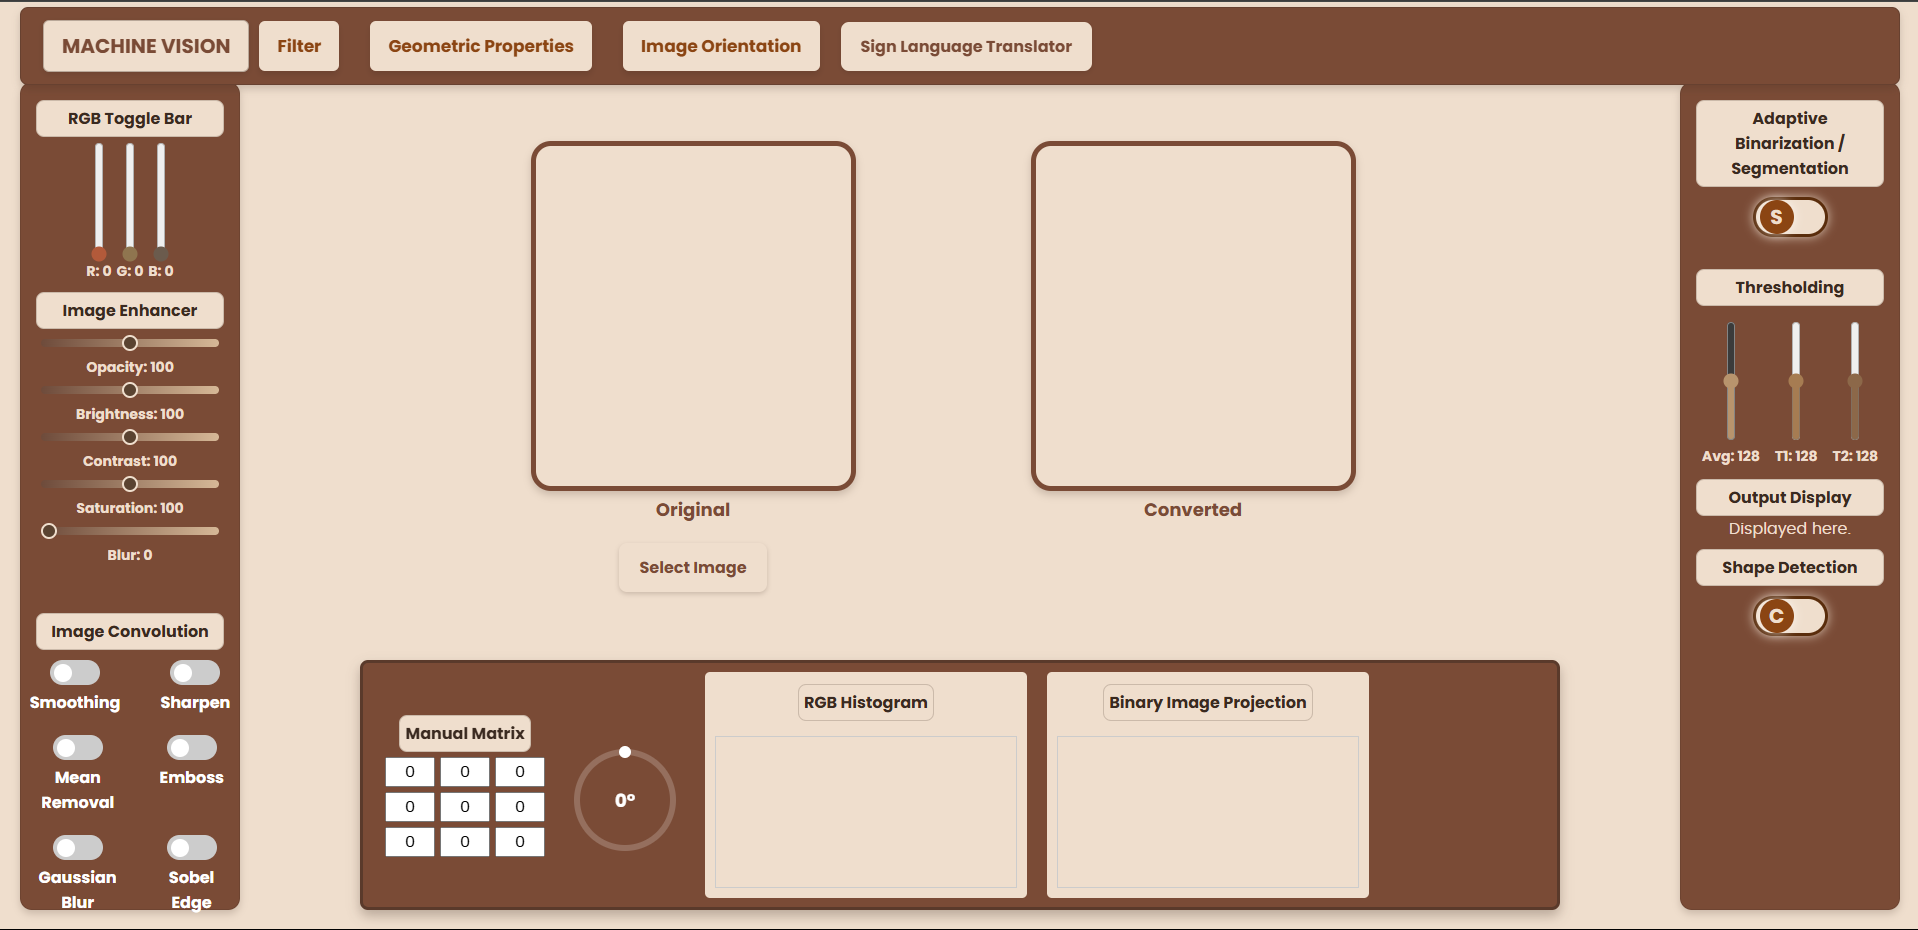 MACHINE VISION
Filter
Geometric Properties
Image Orientation
Sign Language Translator
RGB Toggle Bar
R: 0 G: 0 B: 0
Image Enhancer
Opacity: 100
Brightness: 100
Contrast: 100
Saturation: 100
Blur: 0
Image Convolution
Smoothing
Sharpen
Mean
Removal
Emboss
Gaussian
Blur
Sobel
Edge
Original
Select Image
Converted
Manual Matrix
0 0 0
0 0 0
0 0 0
0°
RGB Histogram
Binary Image Projection
Adaptive
Binarization /
Segmentation
S
Thresholding
Avg: 128 T1: 128 T2: 128
Output Display
Displayed here.
Shape Detection
C